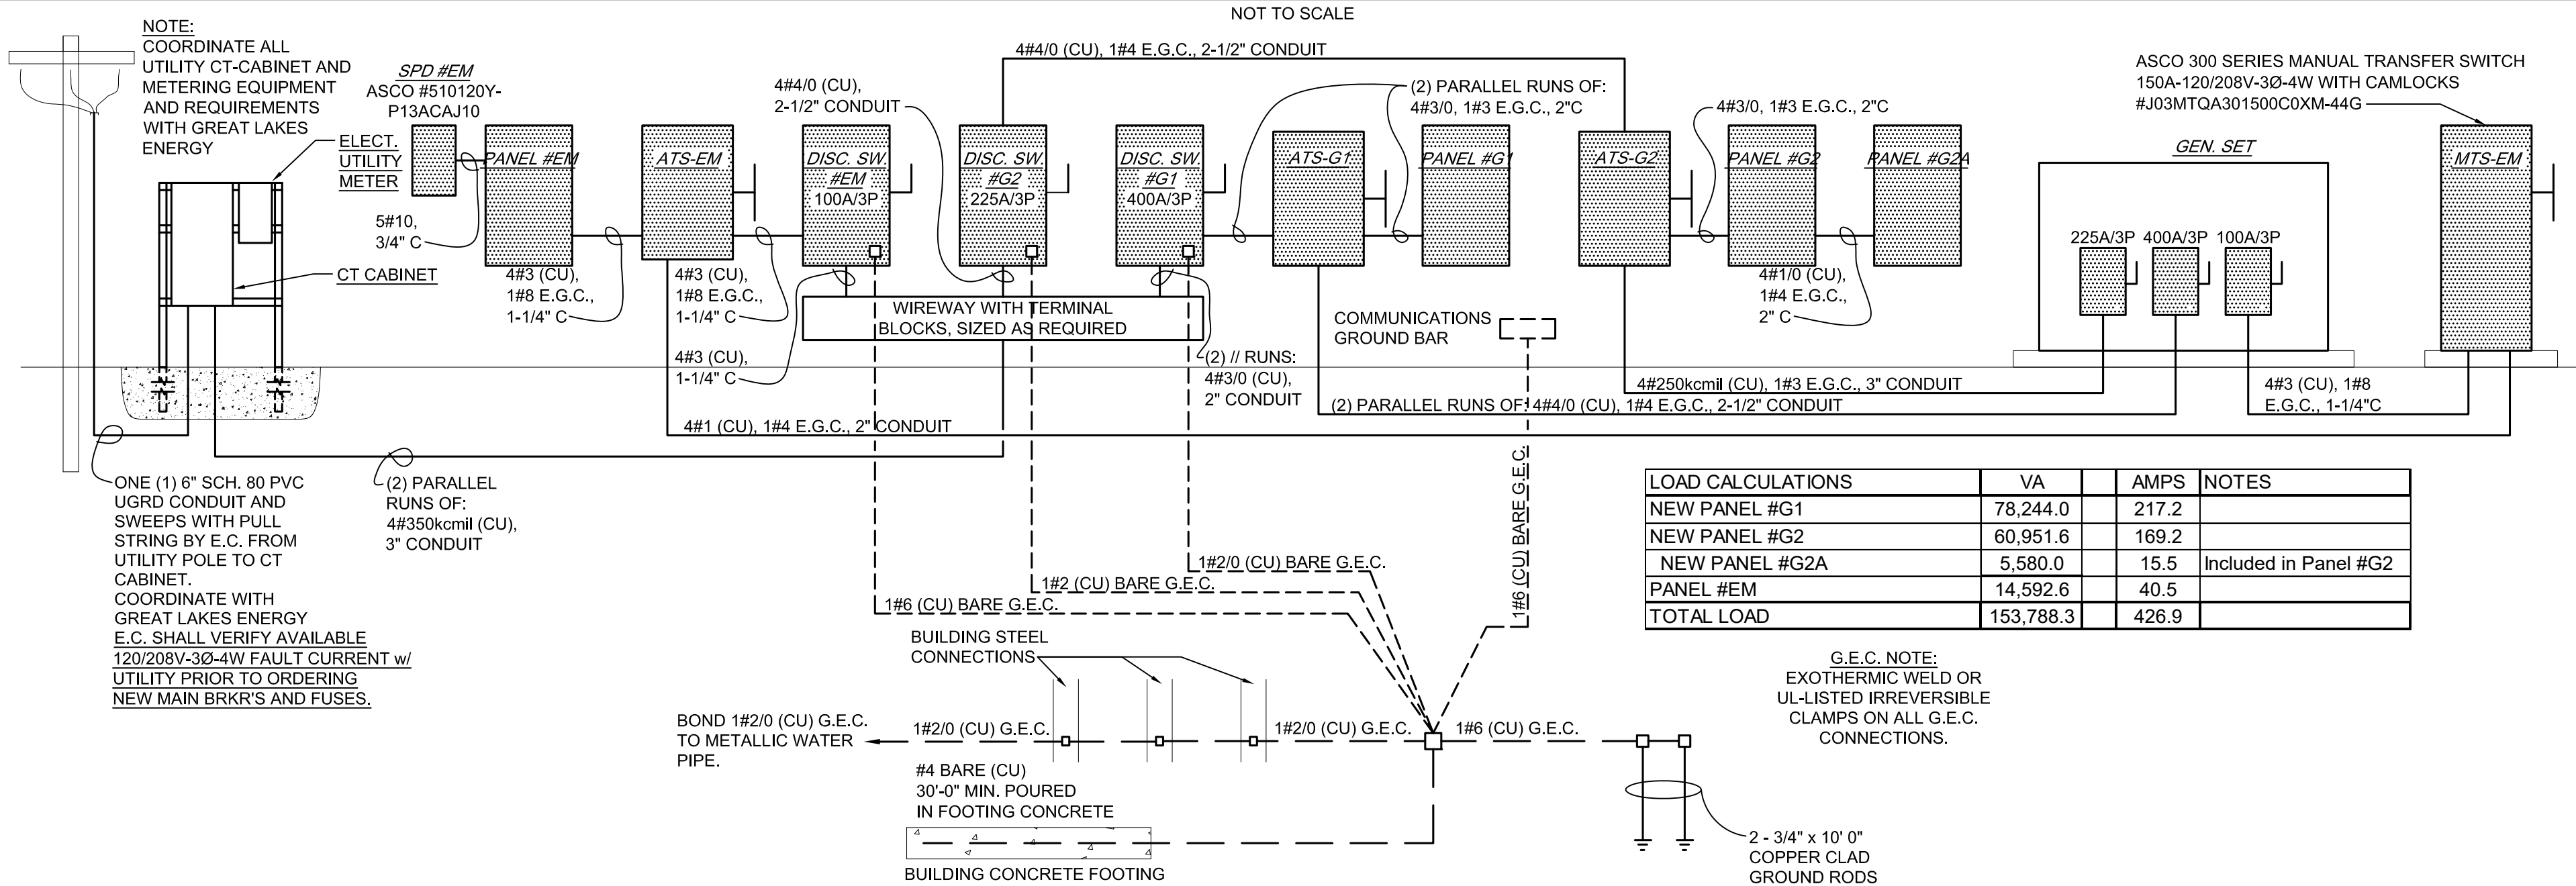 NOT TO SCALE
NOTE:
COORDINATE ALL
UTILITY CT-CABINET AND
METERING EQUIPMENT
AND REQUIREMENTS
WITH GREAT LAKES
ENERGY
ELECT.
UTILITY
METER
CT CABINET
SPD #EM
ASCO #510120Y-
P13ACAJ10
5#10,
3/4" C
PANEL #EM
4#3 (CU),
1#8 E.G.C.,
1-1/4" C
ATS-EM
4#3 (CU),
1#8 E.G.C.,
1-1/4" C
4#4/0 (CU),
2-1/2" CONDUIT
DISC. SW.
#EM
100A/3P
DISC. SW.
#G2
225A/3P
DISC. SW.
#G1
400A/3P
4#4/0 (CU), 1#4 E.G.C., 2-1/2" CONDUIT
WIREWAY WITH TERMINAL
BLOCKS, SIZED AS REQUIRED
4#3 (CU),
1-1/4" C
(2) // RUNS:
4#3/0 (CU),
2" CONDUIT
(2) PARALLEL RUNS OF:
4#3/0, 1#3 E.G.C., 2"C
ATS-G1
PANEL #G1
ATS-G2
4#3/0, 1#3 E.G.C., 2"C
PANEL #G2
PANEL #G2A
4#1/0 (CU),
1#4 E.G.C.,
2" C
COMMUNICATIONS
GROUND BAR
ASCO 300 SERIES MANUAL TRANSFER SWITCH
150A-120/208V-3Ø-4W WITH CAMLOCKS
#J03MTQA301500C0XM-44G
GEN. SET
225A/3P
400A/3P
100A/3P
MTS-EM
4#250kcmil (CU), 1#3 E.G.C., 3" CONDUIT
(2) PARALLEL RUNS OF: 4#4/0 (CU), 1#4 E.G.C., 2-1/2" CONDUIT
4#3 (CU), 1#8
E.G.C., 1-1/4"C
4#1 (CU), 1#4 E.G.C., 2" CONDUIT
ONE (1) 6" SCH. 80 PVC
UGRD CONDUIT AND
SWEEPS WITH PULL
STRING BY E.C. FROM
UTILITY POLE TO CT
CABINET.
COORDINATE WITH
GREAT LAKES ENERGY
E.C. SHALL VERIFY AVAILABLE
120/208V-3Ø-4W FAULT CURRENT w/
UTILITY PRIOR TO ORDERING
NEW MAIN BRKR'S AND FUSES.
(2) PARALLEL
RUNS OF:
4#350kcmil (CU),
3" CONDUIT
1#2/0 (CU) BARE G.E.C.
1#2 (CU) BARE G.E.C.
1#6 (CU) BARE G.E.C.
1#6 (CU) BARE G.E.C.
BUILDING STEEL
CONNECTIONS
BOND 1#2/0 (CU) G.E.C.
TO METALLIC WATER
PIPE.
1#2/0 (CU) G.E.C.
1#2/0 (CU) G.E.C.
1#6 (CU) G.E.C.
#4 BARE (CU)
30'-0" MIN. POURED
IN FOOTING CONCRETE
BUILDING CONCRETE FOOTING
2 - 3/4" x 10' 0"
COPPER CLAD
GROUND RODS
LOAD CALCULATIONS VA AMPS NOTES
NEW PANEL #G1 78,244.0 217.2
NEW PANEL #G2 60,951.6 169.2
NEW PANEL #G2A 5,580.0 15.5 Included in Panel #G2
PANEL #EM 14,592.6 40.5
TOTAL LOAD 153,788.3 426.9
G.E.C. NOTE:
EXOTHERMIC WELD OR
UL-LISTED IRREVERSIBLE
CLAMPS ON ALL G.E.C.
CONNECTIONS.